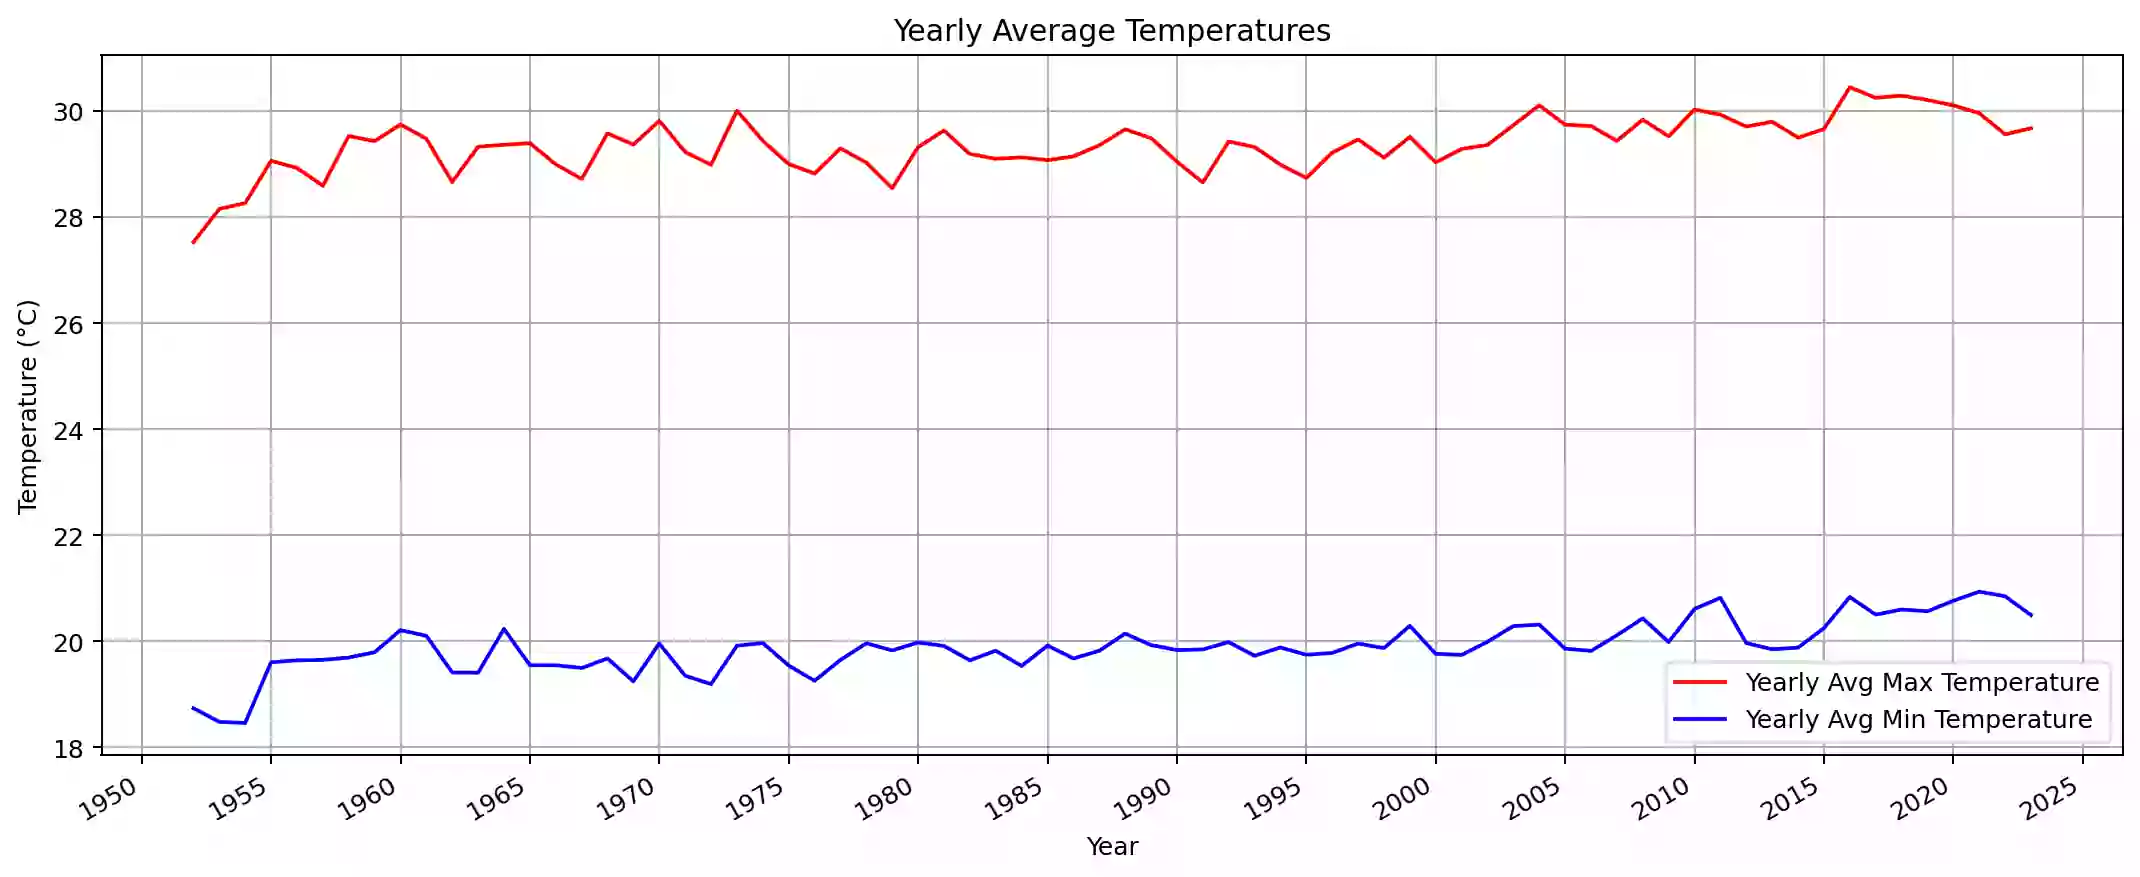 Yearly Average Temperatures
Temperature (°C)
30
28
26
24
22
20
18
Yearly Avg Max Temperature
Yearly Avg Min Temperature
1950 1955 1960 1965 1970 1975 1980 1985 1990 1995 2000 2005 2010 2015 2020 2025
Year